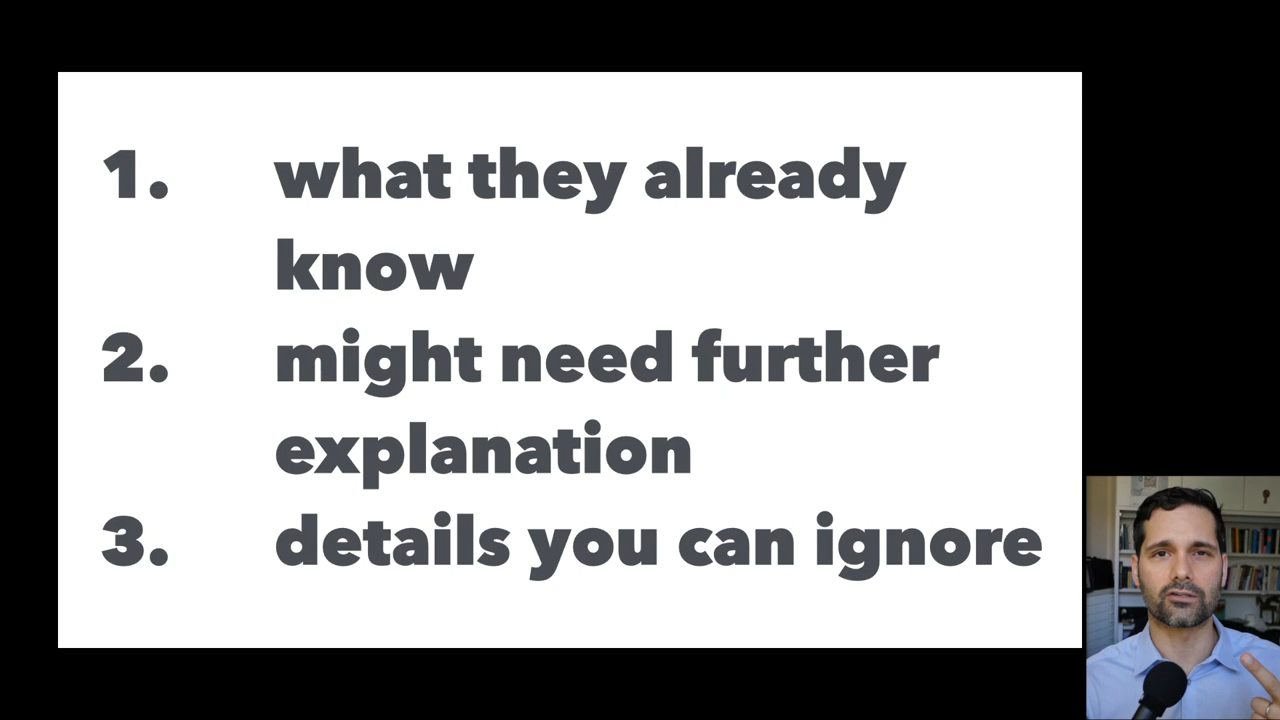 1. what they already
know
2. might need further
explanation
3. details you can ignore